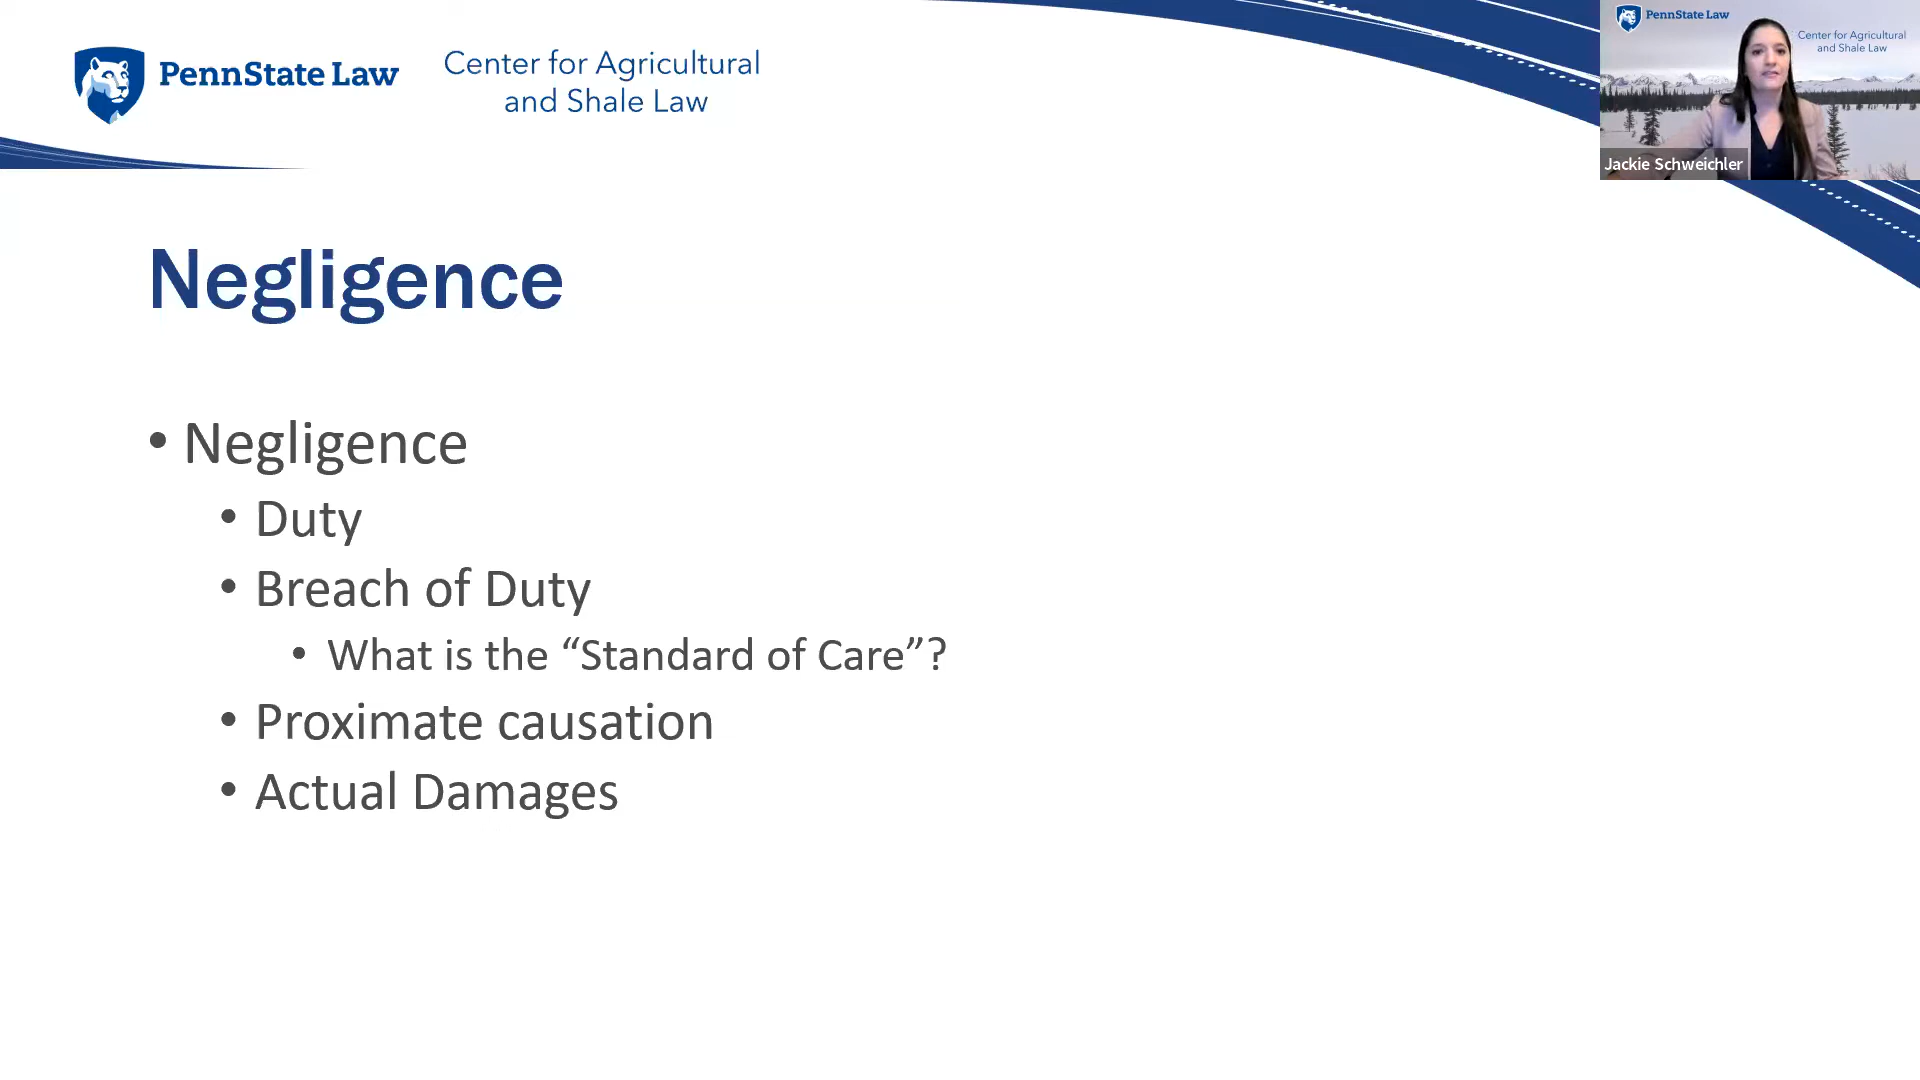 PennState Law
Center for Agricultural
and Shale Law
PennState Law
Center for Agricultural
and Shale Law
Jackie Schweichler
Negligence
• Negligence
• Duty
• Breach of Duty
• What is the “Standard of Care”?
• Proximate causation
• Actual Damages